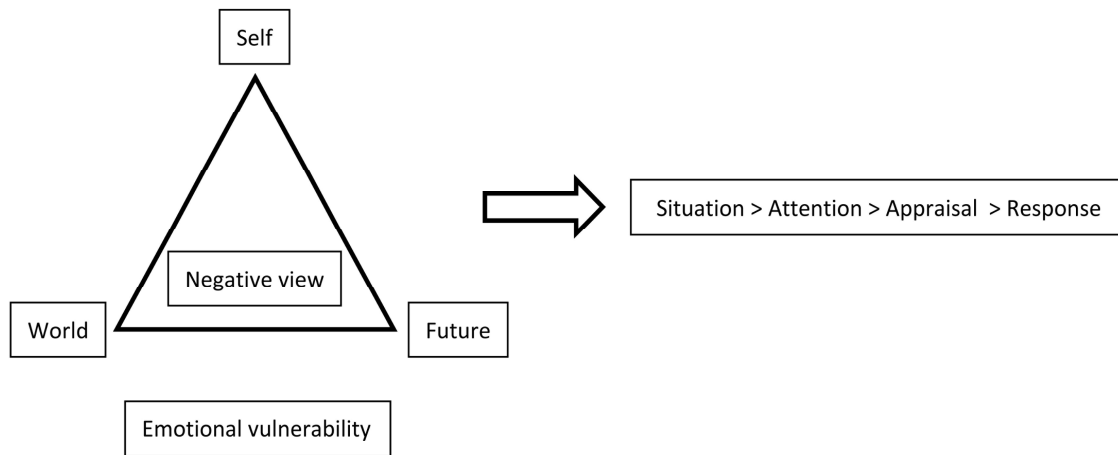 Self
Negative view
World
Future
Emotional vulnerability
Situation > Attention > Appraisal > Response